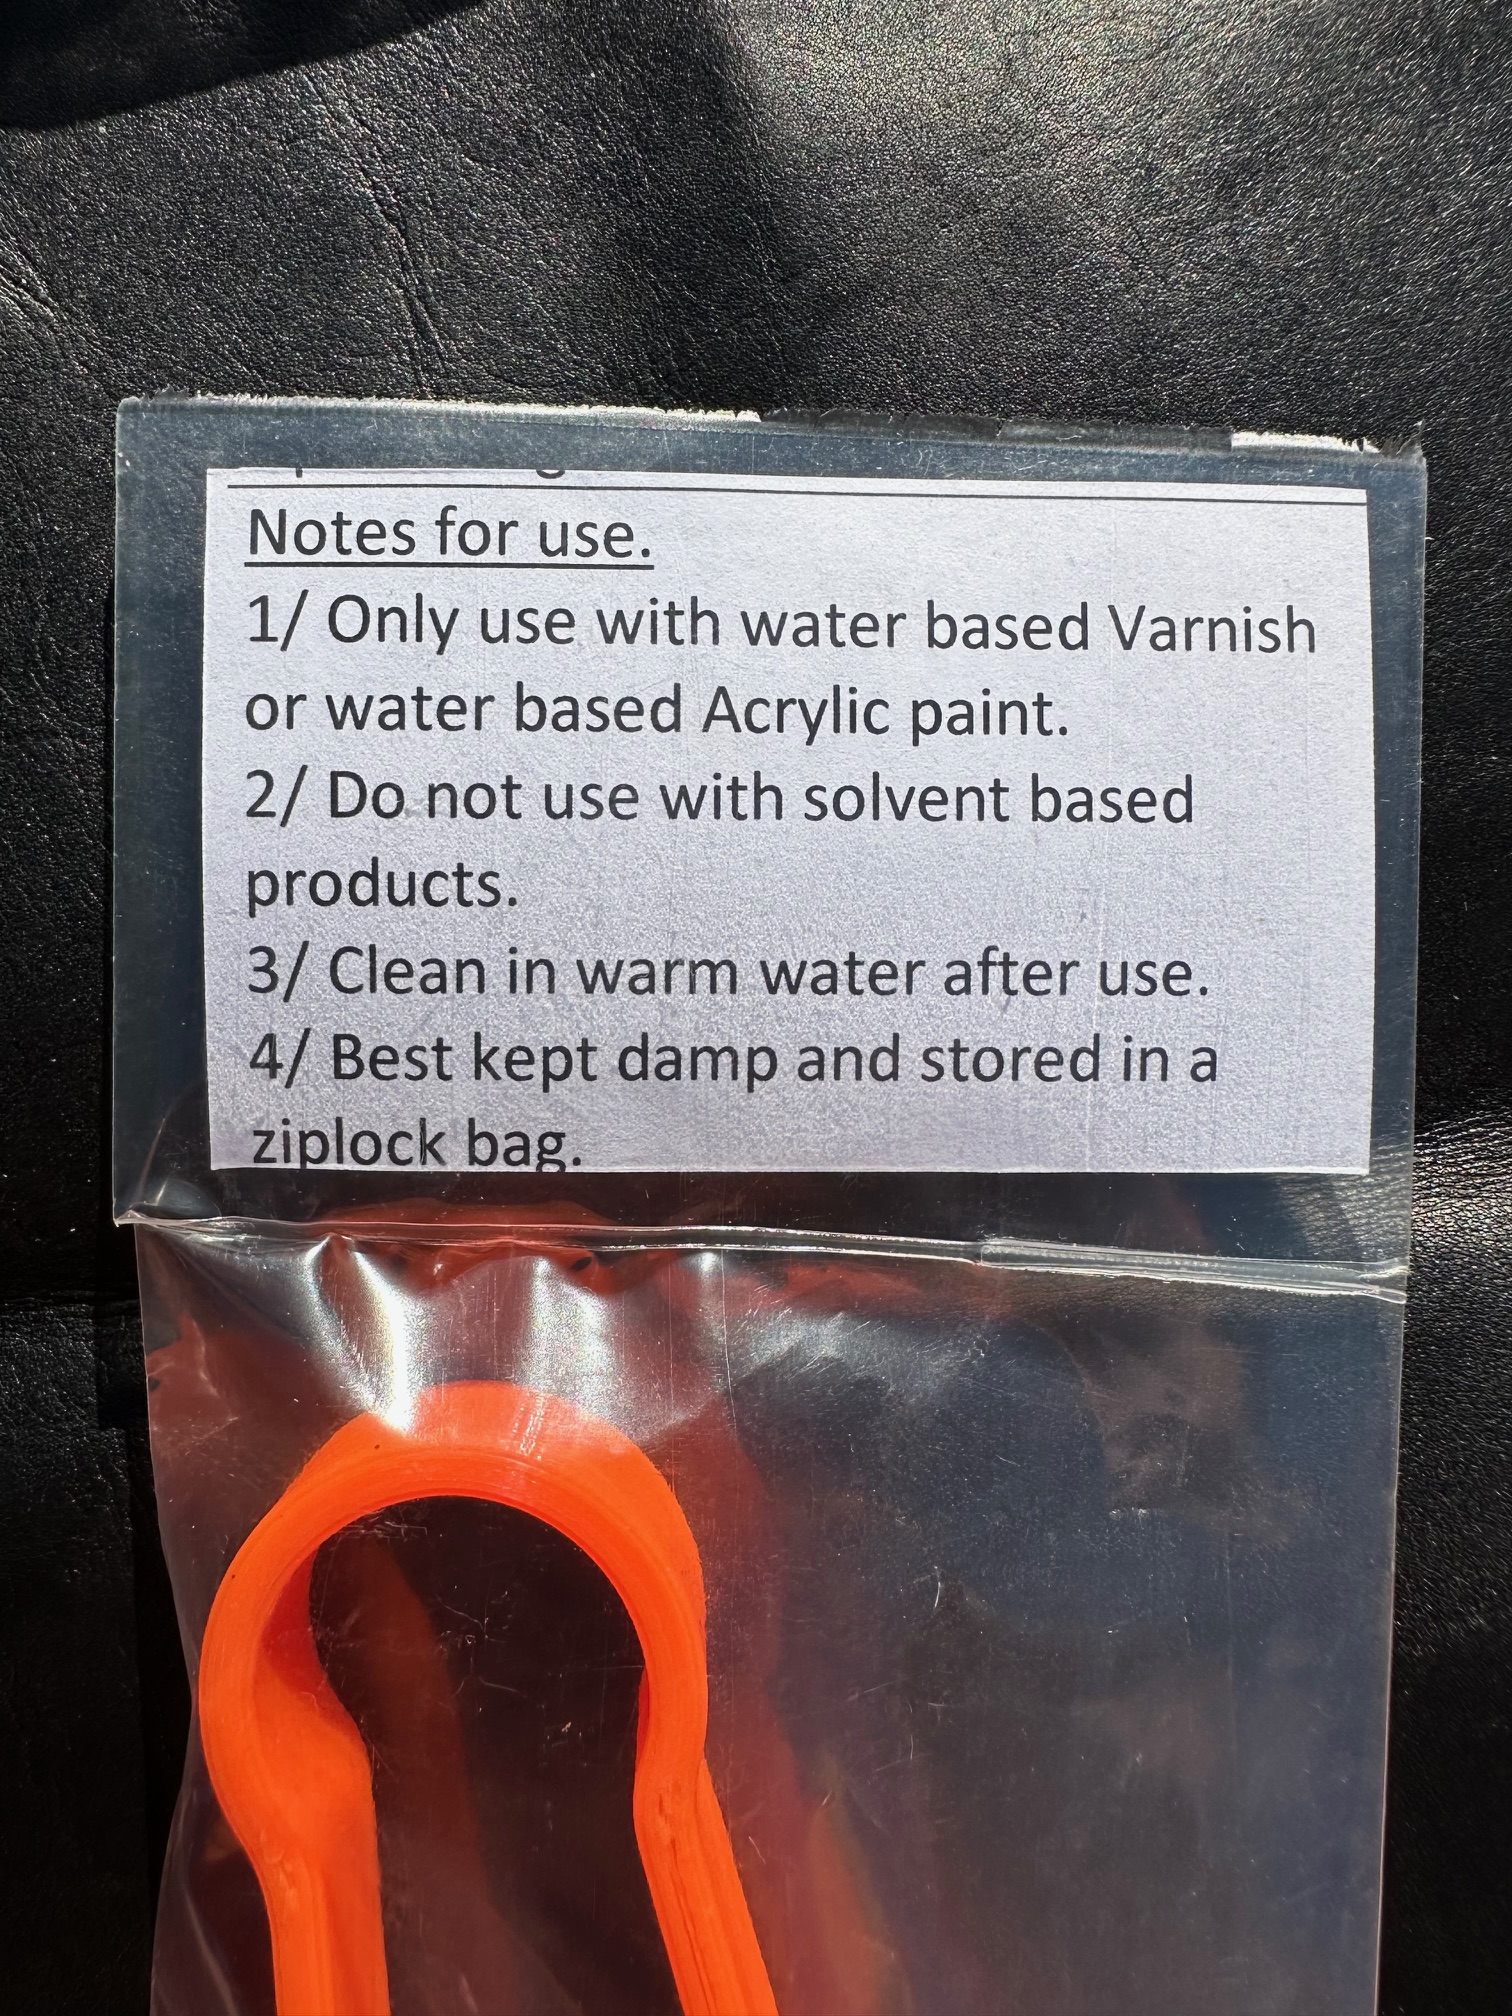 Notes for use.
1/ Only use with water based Varnish
or water based Acrylic paint.
2/ Do not use with solvent based
products.
3/ Clean in warm water after use.
4/ Best kept damp and stored in a
ziplock bag.